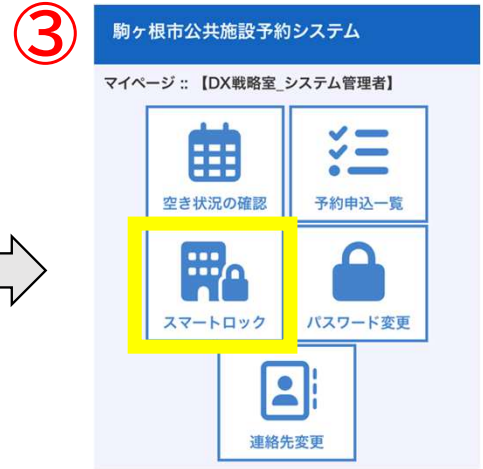 ③
駒ヶ根市公共施設予約システム
マイページ :: 【DX戦略室_システム管理者】
空き状況の確認
予約申込一覧
スマートロック
パスワード変更
連絡先変更